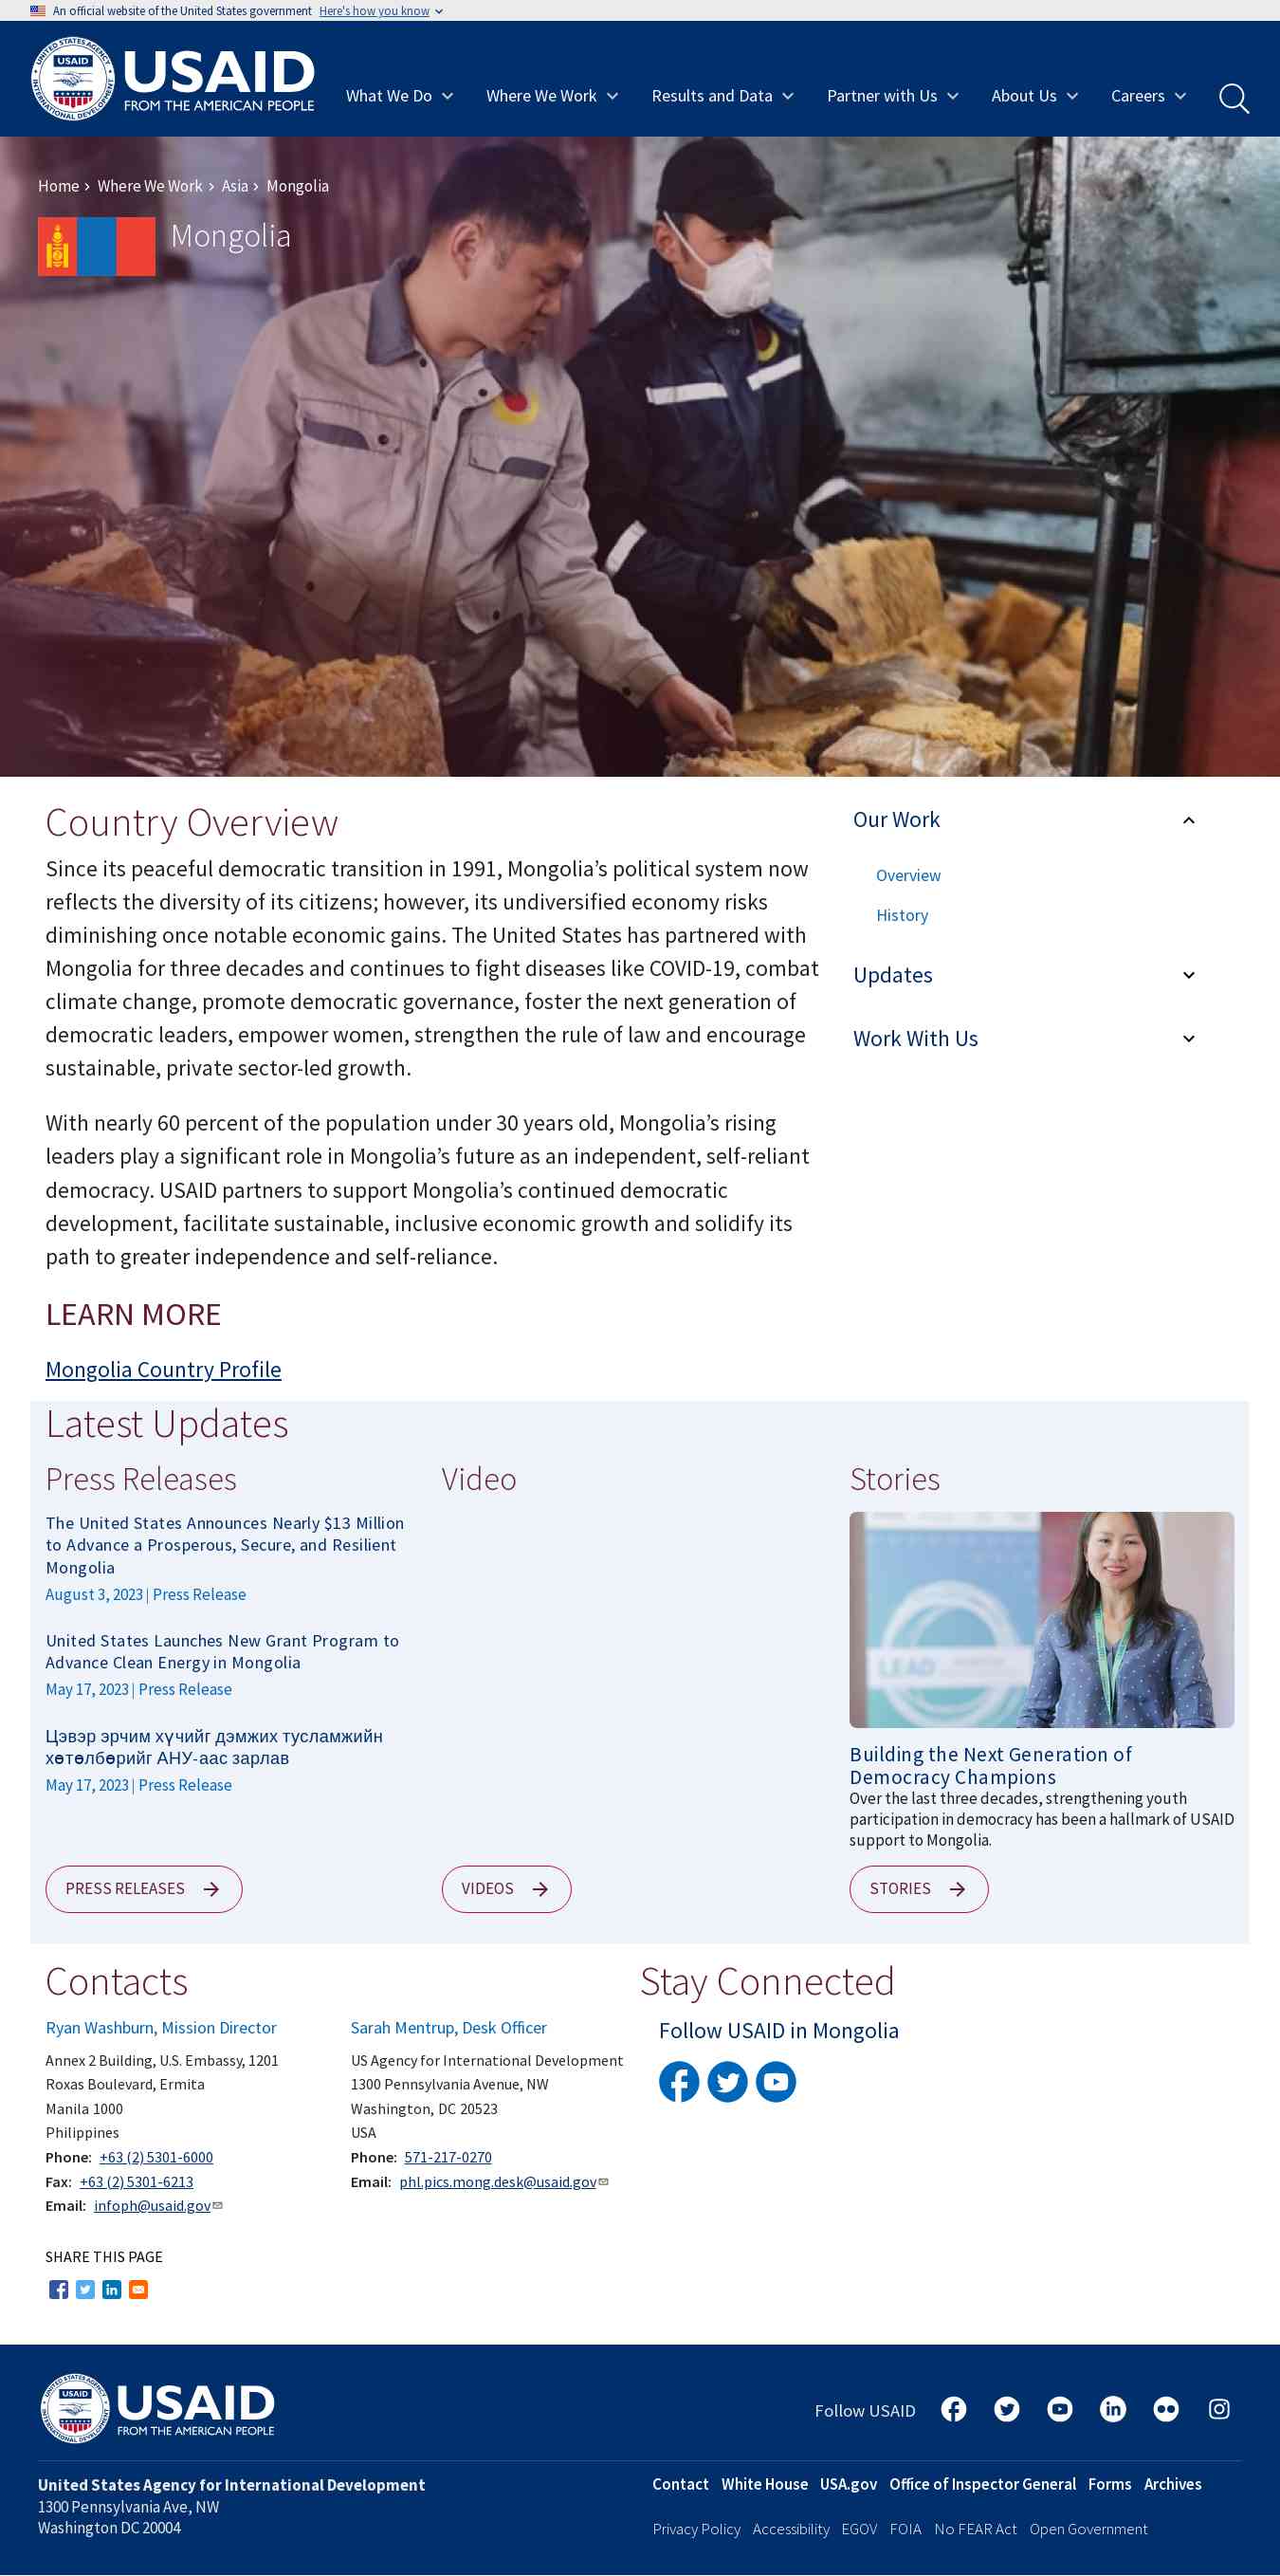 An official website of the United States government Here's how you know
USAID
FROM THE AMERICAN PEOPLE
What We Do
Where We Work
Results and Data
Partner with Us
About Us
Careers
Home › Where We Work › Asia › Mongolia
Mongolia
Country Overview
Since its peaceful democratic transition in 1991, Mongolia’s political system now
reflects the diversity of its citizens; however, its undiversified economy risks
diminishing once notable economic gains. The United States has partnered with
Mongolia for three decades and continues to fight diseases like COVID-19, combat
climate change, promote democratic governance, foster the next generation of
democratic leaders, empower women, strengthen the rule of law and encourage
sustainable, private sector-led growth.
With nearly 60 percent of the population under 30 years old, Mongolia’s rising
leaders play a significant role in Mongolia’s future as an independent, self-reliant
democracy. USAID partners to support Mongolia’s continued democratic
development, facilitate sustainable, inclusive economic growth and solidify its
path to greater independence and self-reliance.
LEARN MORE
Mongolia Country Profile
Our Work
Overview
History
Updates
Work With Us
Latest Updates
Press Releases
The United States Announces Nearly $13 Million
to Advance a Prosperous, Secure, and Resilient
Mongolia
August 3, 2023 | Press Release
United States Launches New Grant Program to
Advance Clean Energy in Mongolia
May 17, 2023 | Press Release
Цэвэр эрчим хүчийг дэмжих тусламжийн
хөтөлбөрийг АНУ-аас зарлав
May 17, 2023 | Press Release
PRESS RELEASES
Video
VIDEOS
Stories
LEAD
Building the Next Generation of
Democracy Champions
Over the last three decades, strengthening youth
participation in democracy has been a hallmark of USAID
support to Mongolia.
STORIES
Contacts
Ryan Washburn, Mission Director
Annex 2 Building, U.S. Embassy, 1201
Roxas Boulevard, Ermita
Manila 1000
Philippines
Phone: +63 (2) 5301-6000
Fax: +63 (2) 5301-6213
Email: infoph@usaid.gov
Sarah Mentrup, Desk Officer
US Agency for International Development
1300 Pennsylvania Avenue, NW
Washington, DC 20523
USA
Phone: 571-217-0270
Email: phl.pics.mong.desk@usaid.gov
Stay Connected
Follow USAID in Mongolia
SHARE THIS PAGE
USAID
FROM THE AMERICAN PEOPLE
Follow USAID
United States Agency for International Development
1300 Pennsylvania Ave, NW
Washington DC 20004
Contact White House USA.gov Office of Inspector General Forms Archives
Privacy Policy Accessibility EGOV FOIA No FEAR Act Open Government